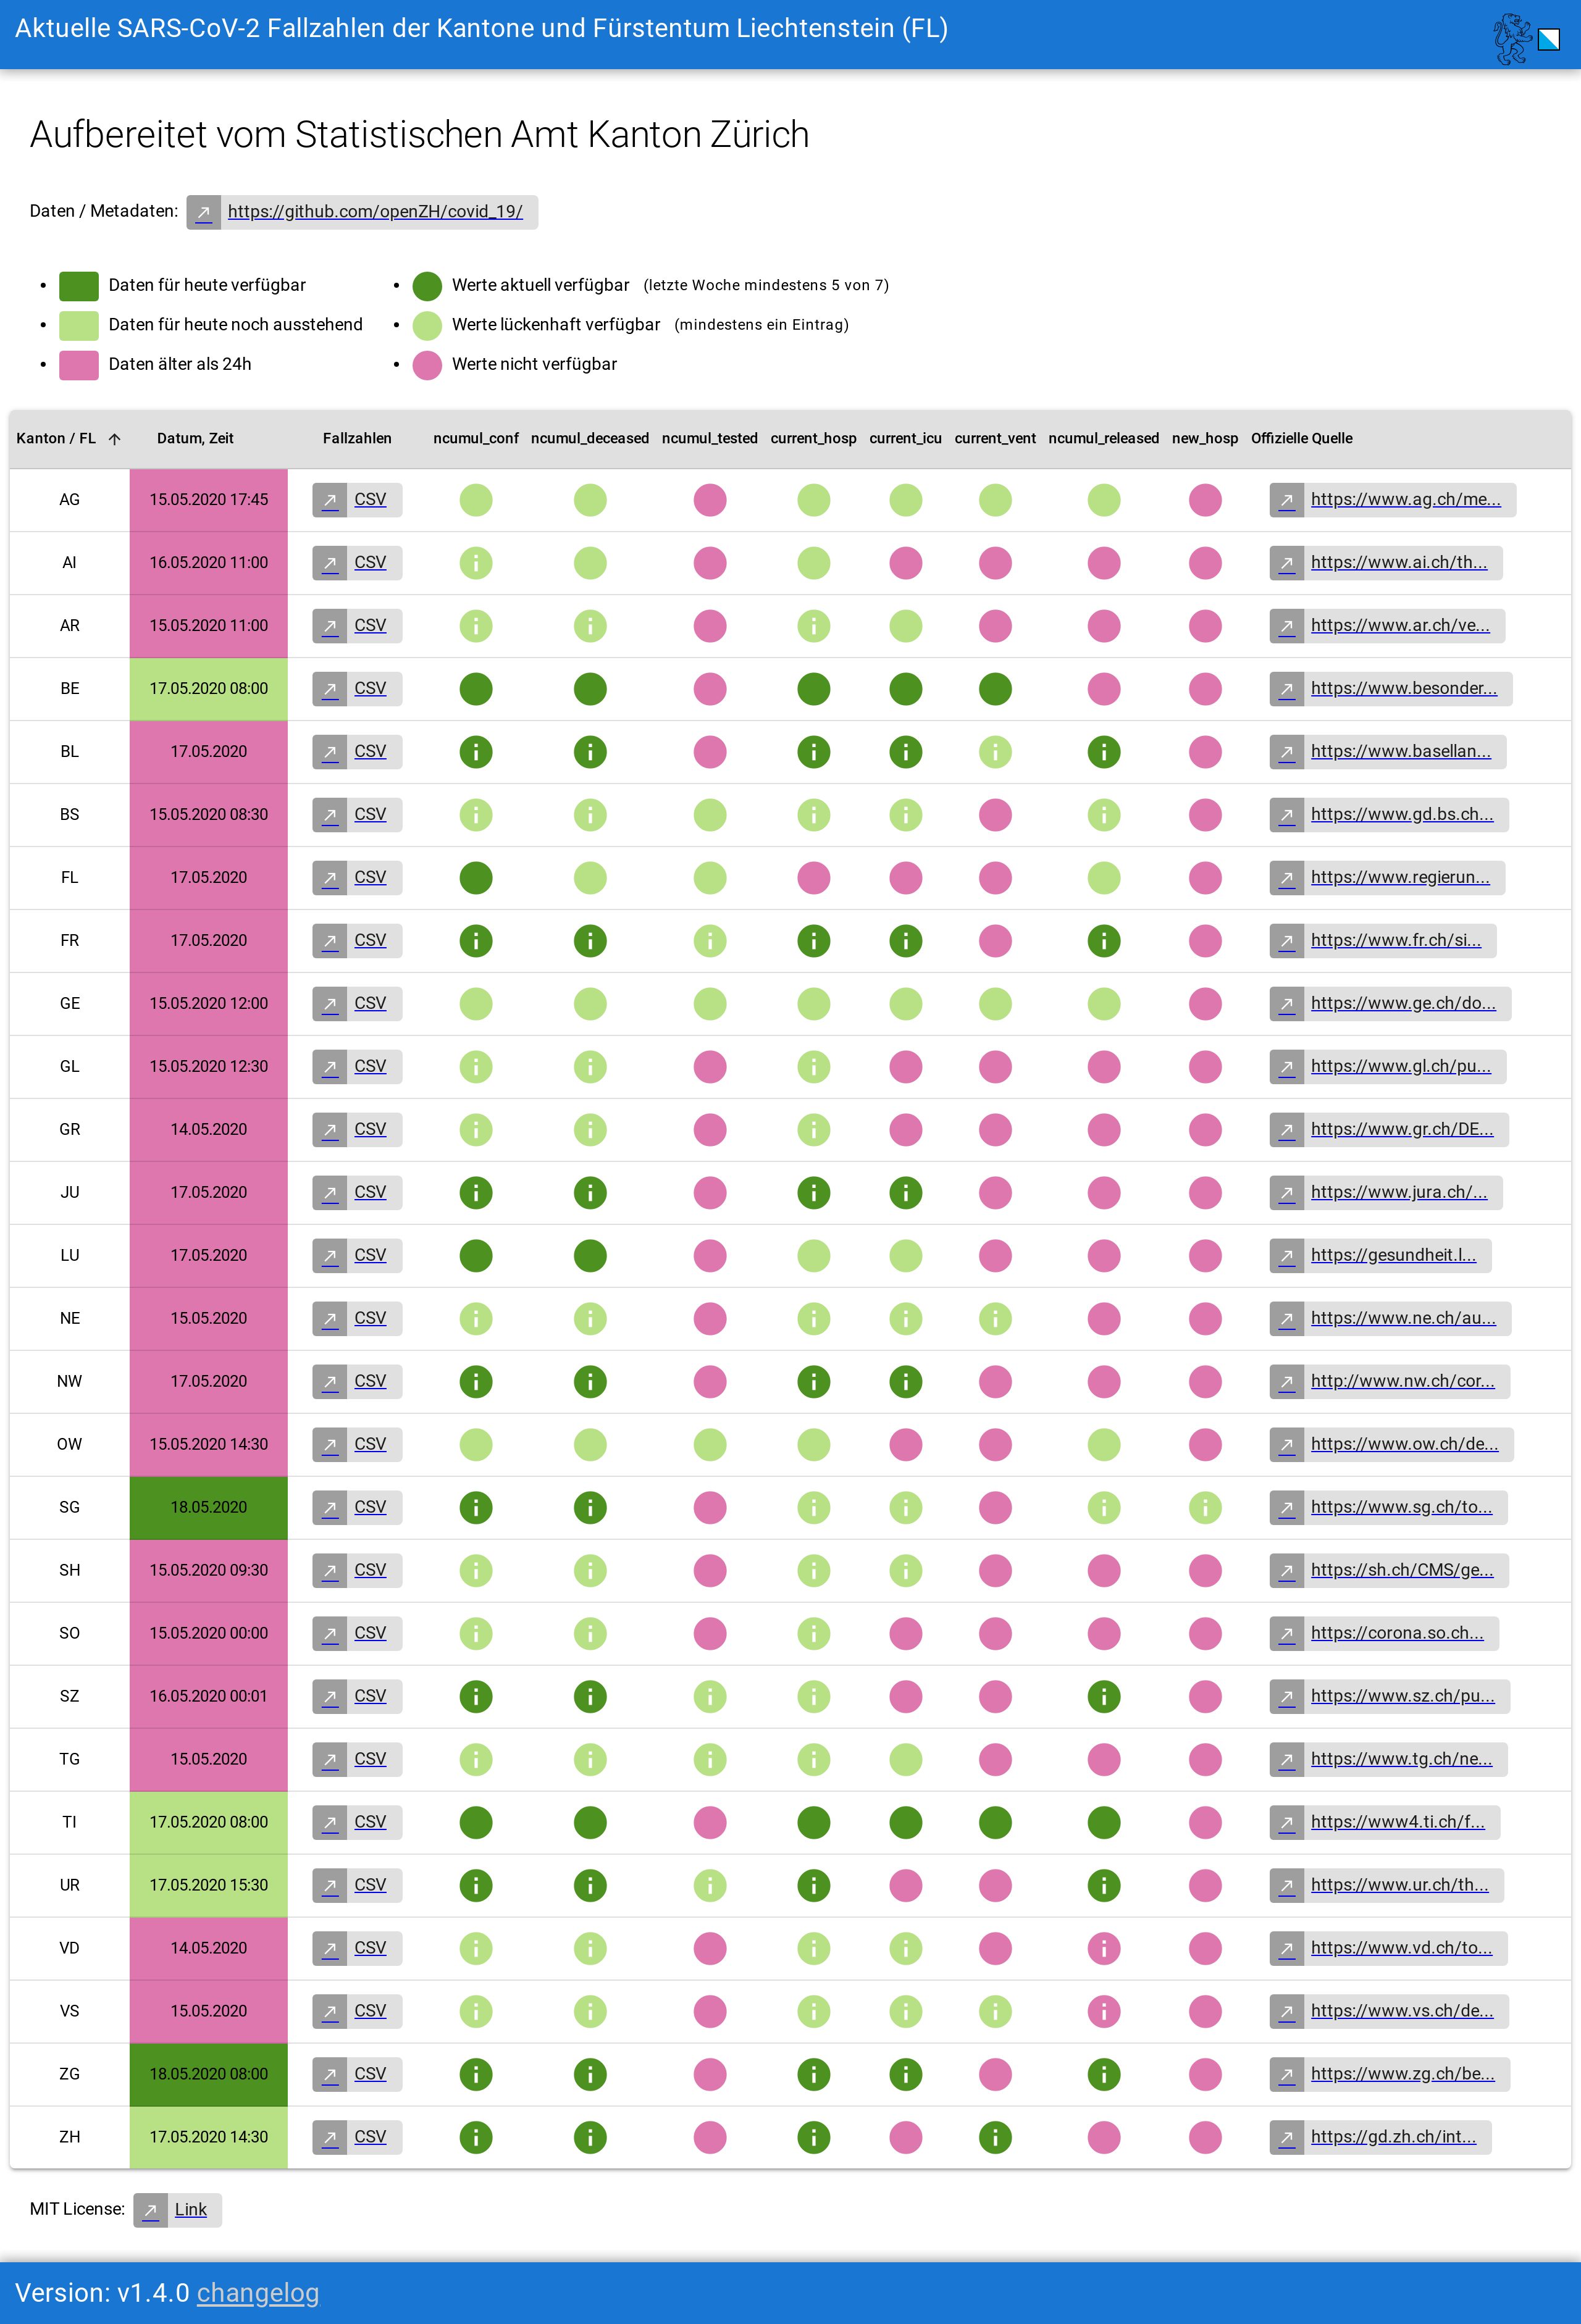 Aktuelle SARS-CoV-2 Fallzahlen der Kantone und Fürstentum Liechtenstein (FL)
Aufbereitet vom Statistischen Amt Kanton Zürich
Daten / Metadaten: https://github.com/openZH/covid_19/
Daten für heute verfügbar Werte aktuell verfügbar (letzte Woche mindestens 5 von 7)
Daten für heute noch ausstehend Werte lückenhaft verfügbar (mindestens ein Eintrag)
Daten älter als 24h Werte nicht verfügbar
Kanton / FL Datum, Zeit Fallzahlen ncumul_conf ncumul_deceased ncumul_tested current_hosp current_icu current_vent ncumul_released new_hosp Offizielle Quelle
AG 15.05.2020 17:45 CSV https://www.ag.ch/me...
AI 16.05.2020 11:00 CSV https://www.ai.ch/th...
AR 15.05.2020 11:00 CSV https://www.ar.ch/ve...
BE 17.05.2020 08:00 CSV https://www.besonder...
BL 17.05.2020 CSV https://www.basellan...
BS 15.05.2020 08:30 CSV https://www.gd.bs.ch...
FL 17.05.2020 CSV https://www.regierun...
FR 17.05.2020 CSV https://www.fr.ch/si...
GE 15.05.2020 12:00 CSV https://www.ge.ch/do...
GL 15.05.2020 12:30 CSV https://www.gl.ch/pu...
GR 14.05.2020 CSV https://www.gr.ch/DE...
JU 17.05.2020 CSV https://www.jura.ch/...
LU 17.05.2020 CSV https://gesundheit.l...
NE 15.05.2020 CSV https://www.ne.ch/au...
NW 17.05.2020 CSV http://www.nw.ch/cor...
OW 15.05.2020 14:30 CSV https://www.ow.ch/de...
SG 18.05.2020 CSV https://www.sg.ch/to...
SH 15.05.2020 09:30 CSV https://sh.ch/CMS/ge...
SO 15.05.2020 00:00 CSV https://corona.so.ch...
SZ 16.05.2020 00:01 CSV https://www.sz.ch/pu...
TG 15.05.2020 CSV https://www.tg.ch/ne...
TI 17.05.2020 08:00 CSV https://www4.ti.ch/f...
UR 17.05.2020 15:30 CSV https://www.ur.ch/th...
VD 14.05.2020 CSV https://www.vd.ch/to...
VS 15.05.2020 CSV https://www.vs.ch/de...
ZG 18.05.2020 08:00 CSV https://www.zg.ch/be...
ZH 17.05.2020 14:30 CSV https://gd.zh.ch/int...
MIT License: Link
Version: v1.4.0 changelog